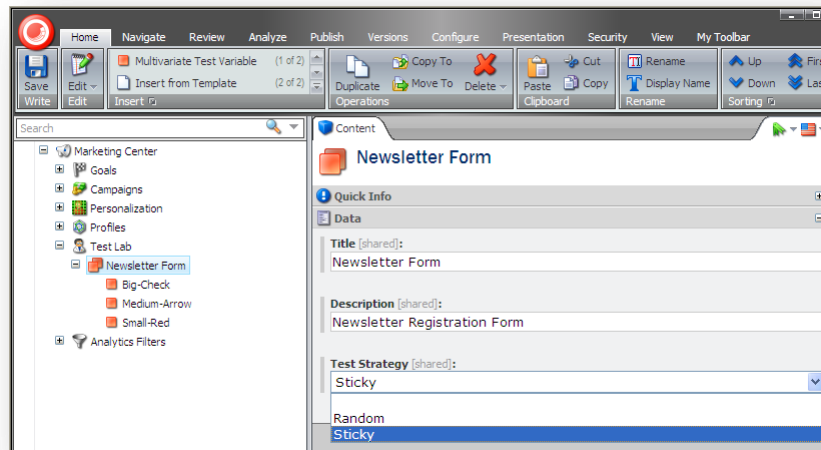 Home Navigate Review Analyze Publish Versions Configure Presentation Security View My Toolbar
Save
Write
Edit
Edit
Multivariate Test Variable (1 of 2)
Insert from Template (2 of 2)
Insert
Duplicate
Copy To
Move To
Delete
Operations
Paste
Cut
Copy
Clipboard
Rename
Display Name
Rename
Up
Down
Sorting
Search
Marketing Center
Goals
Campaigns
Personalization
Profiles
Test Lab
Newsletter Form
Big-Check
Medium-Arrow
Small-Red
Analytics Filters
Content
Newsletter Form
Quick Info
Data
Title [shared]:
Newsletter Form
Description [shared]:
Newsletter Registration Form
Test Strategy [shared]:
Sticky
Random
Sticky